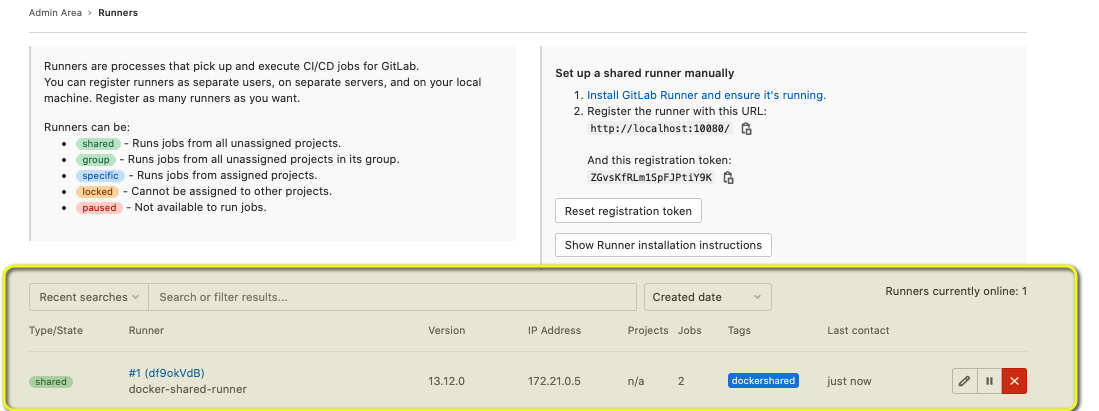 Admin Area > Runners
Runners are processes that pick up and execute CI/CD jobs for GitLab.
You can register runners as separate users, on separate servers, and on your local
machine. Register as many runners as you want.
Runners can be:
• shared - Runs jobs from all unassigned projects.
• group - Runs jobs from all unassigned projects in its group.
• specific - Runs jobs from assigned projects.
• locked - Cannot be assigned to other projects.
• paused - Not available to run jobs.
Set up a shared runner manually
1. Install GitLab Runner and ensure it's running.
2. Register the runner with this URL:
http://localhost:10080/
And this registration token:
ZGvsKfRLm1SpFJPtiY9K
Reset registration token
Show Runner installation instructions
Recent searches Search or filter results... Created date Runners currently online: 1
Type/State Runner Version IP Address Projects Jobs Tags Last contact
shared #1 (df9okVdB) 13.12.0 172.21.0.5 n/a 2 dockershared just now
docker-shared-runner